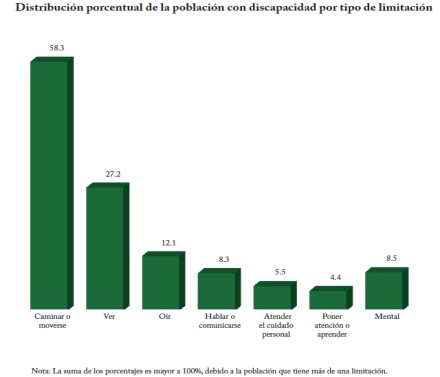 Distribución porcentual de la población con discapacidad por tipo de limitación
58.3
27.2
12.1
8.3
5.5
4.4
8.5
Caminar o
moverse
Ver
Oír
Hablar o
comunicarse
Atender
el cuidado
personal
Poner
atención o
aprender
Mental
Nota: La suma de los porcentajes es mayor a 100%, debido a la población que tiene más de una limitación.